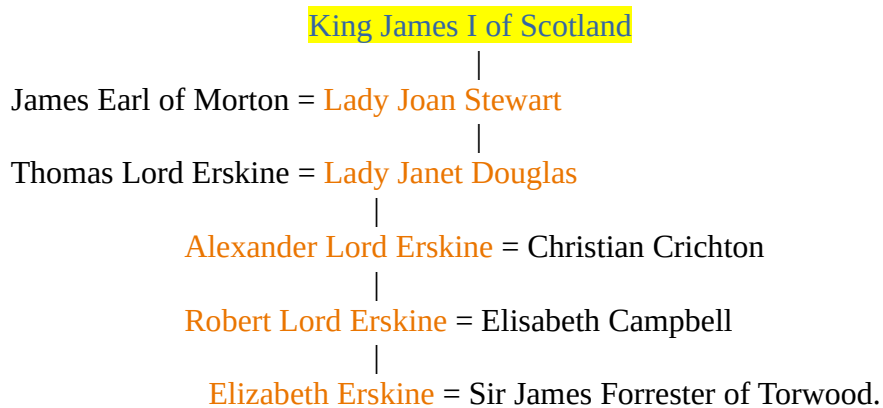 King James I of Scotland
|
James Earl of Morton = Lady Joan Stewart
|
Thomas Lord Erskine = Lady Janet Douglas
|
Alexander Lord Erskine = Christian Crichton
|
Robert Lord Erskine = Elisabeth Campbell
|
Elizabeth Erskine = Sir James Forrester of Torwood.